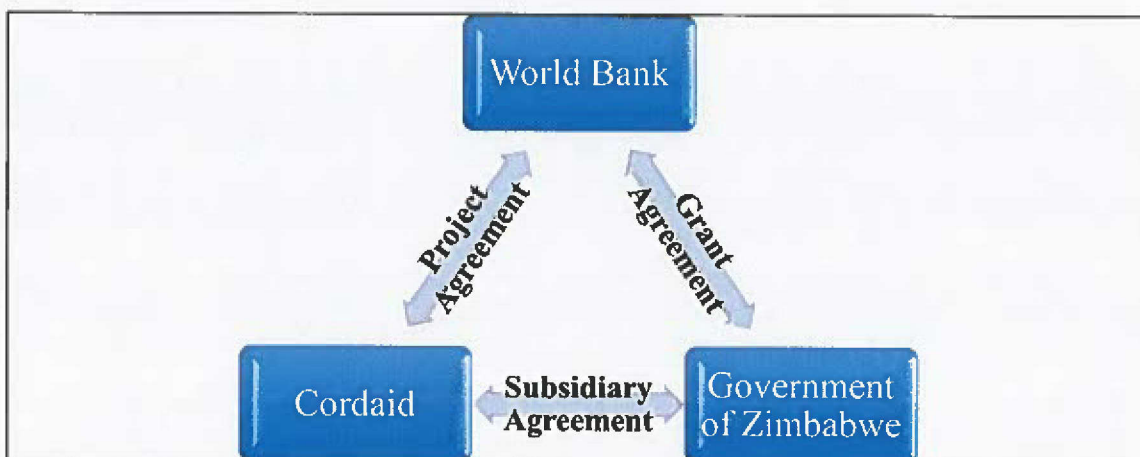 World Bank
Project
Agreement
Grant
Agreement
Cordaid
Subsidiary
Agreement
Government
of Zimbabwe